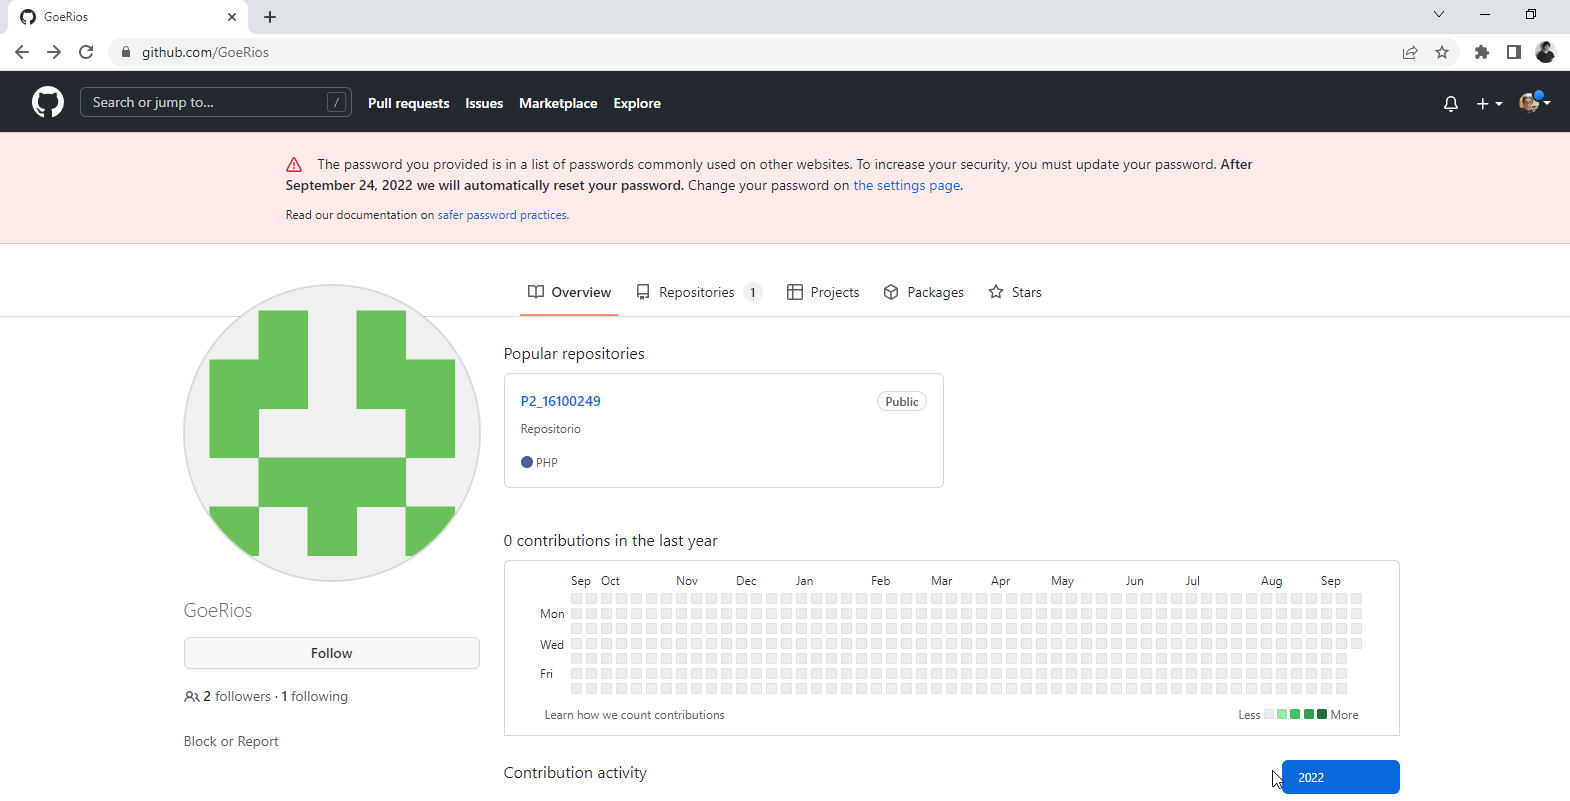 GoeRios
github.com/GoeRios
Search or jump to...
/
Pull requests
Issues
Marketplace
Explore
The password you provided is in a list of passwords commonly used on other websites. To increase your security, you must update your password. After
September 24, 2022 we will automatically reset your password. Change your password on the settings page.
Read our documentation on safer password practices.
Overview
Repositories 1
Projects
Packages
Stars
Popular repositories
P2_16100249
Public
Repositorio
PHP
0 contributions in the last year
Sep Oct Nov Dec Jan Feb Mar Apr May Jun Jul Aug Sep
Mon
Wed
Fri
Learn how we count contributions
Less
More
GoeRios
Follow
2 followers · 1 following
Block or Report
Contribution activity
2022